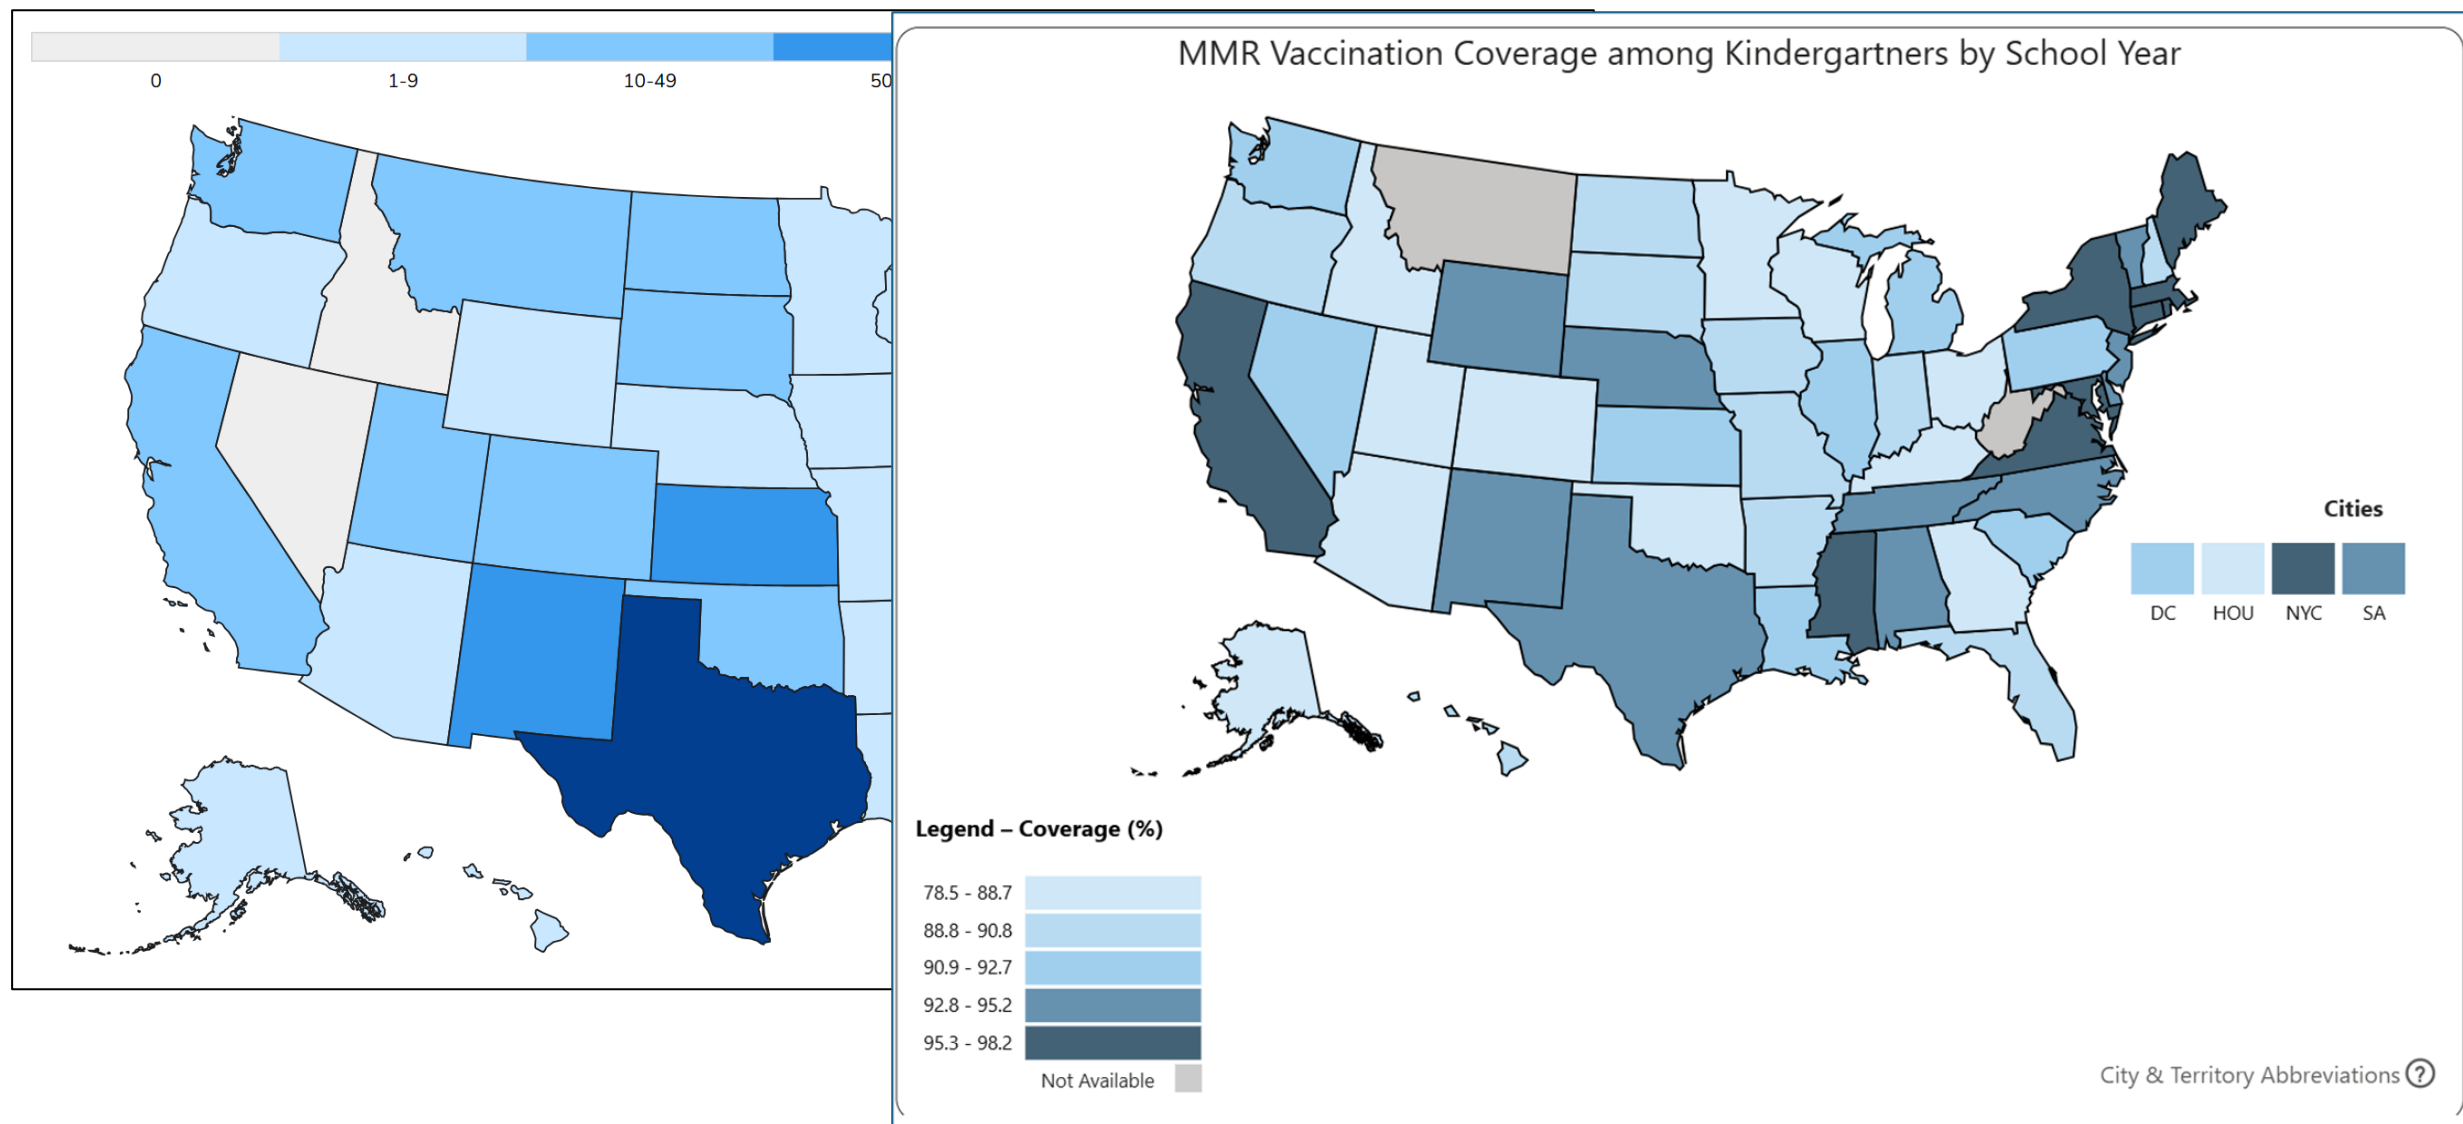 0 1-9 10-49 50
MMR Vaccination Coverage among Kindergartners by School Year
Cities
DC HOU NYC SA
Legend – Coverage (%)
78.5 - 88.7
88.8 - 90.8
90.9 - 92.7
92.8 - 95.2
95.3 - 98.2
Not Available
City & Territory Abbreviations ?